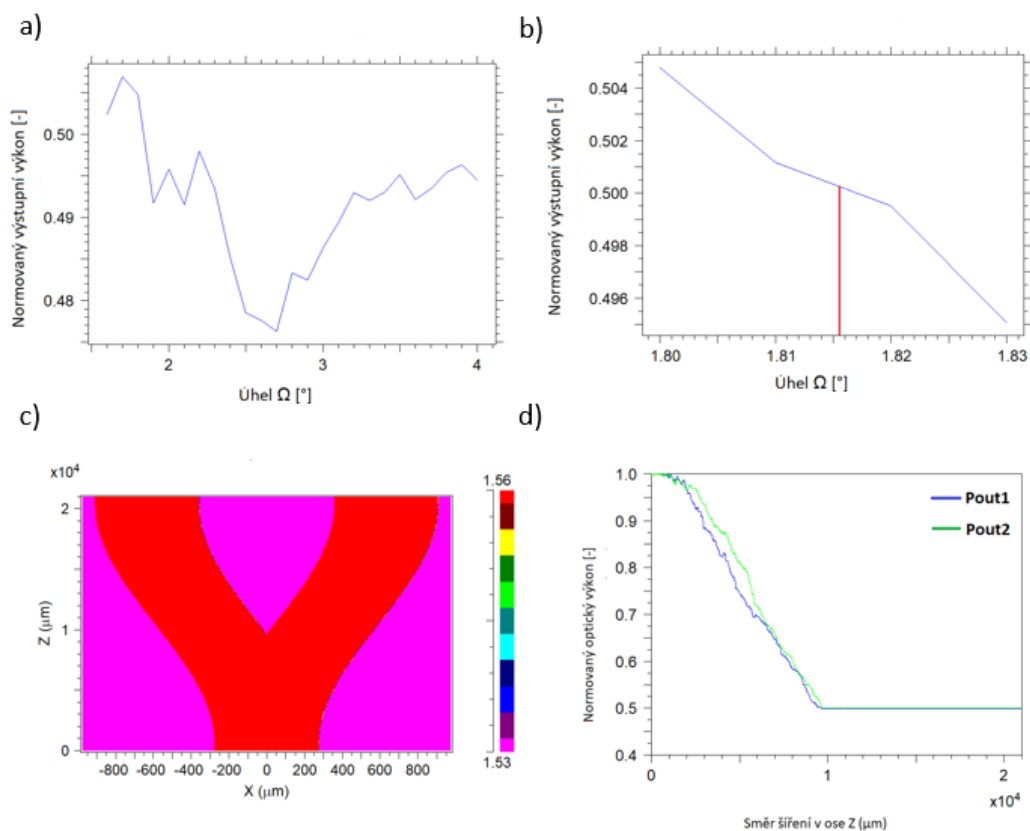 a)
Normovaný výstupní výkon [-]
0.50
0.49
0.48
2 3 4
Úhel Ω [°]
b)
Normovaný výstupní výkon [-]
0.504
0.502
0.500
0.498
0.496
1.80 1.81 1.82 1.83
Úhel Ω [°]
c)
x10⁴
2
1
0
Z (μm)
-800 -600 -400 -200 0 200 400 600 800
X (μm)
1.56
1.53
d)
Normovaný optický výkon [-]
1.0
0.9
0.8
0.7
0.6
0.5
0.4
Pout1
Pout2
0 1 2
x10⁴
Směr šíření v ose Z (μm)